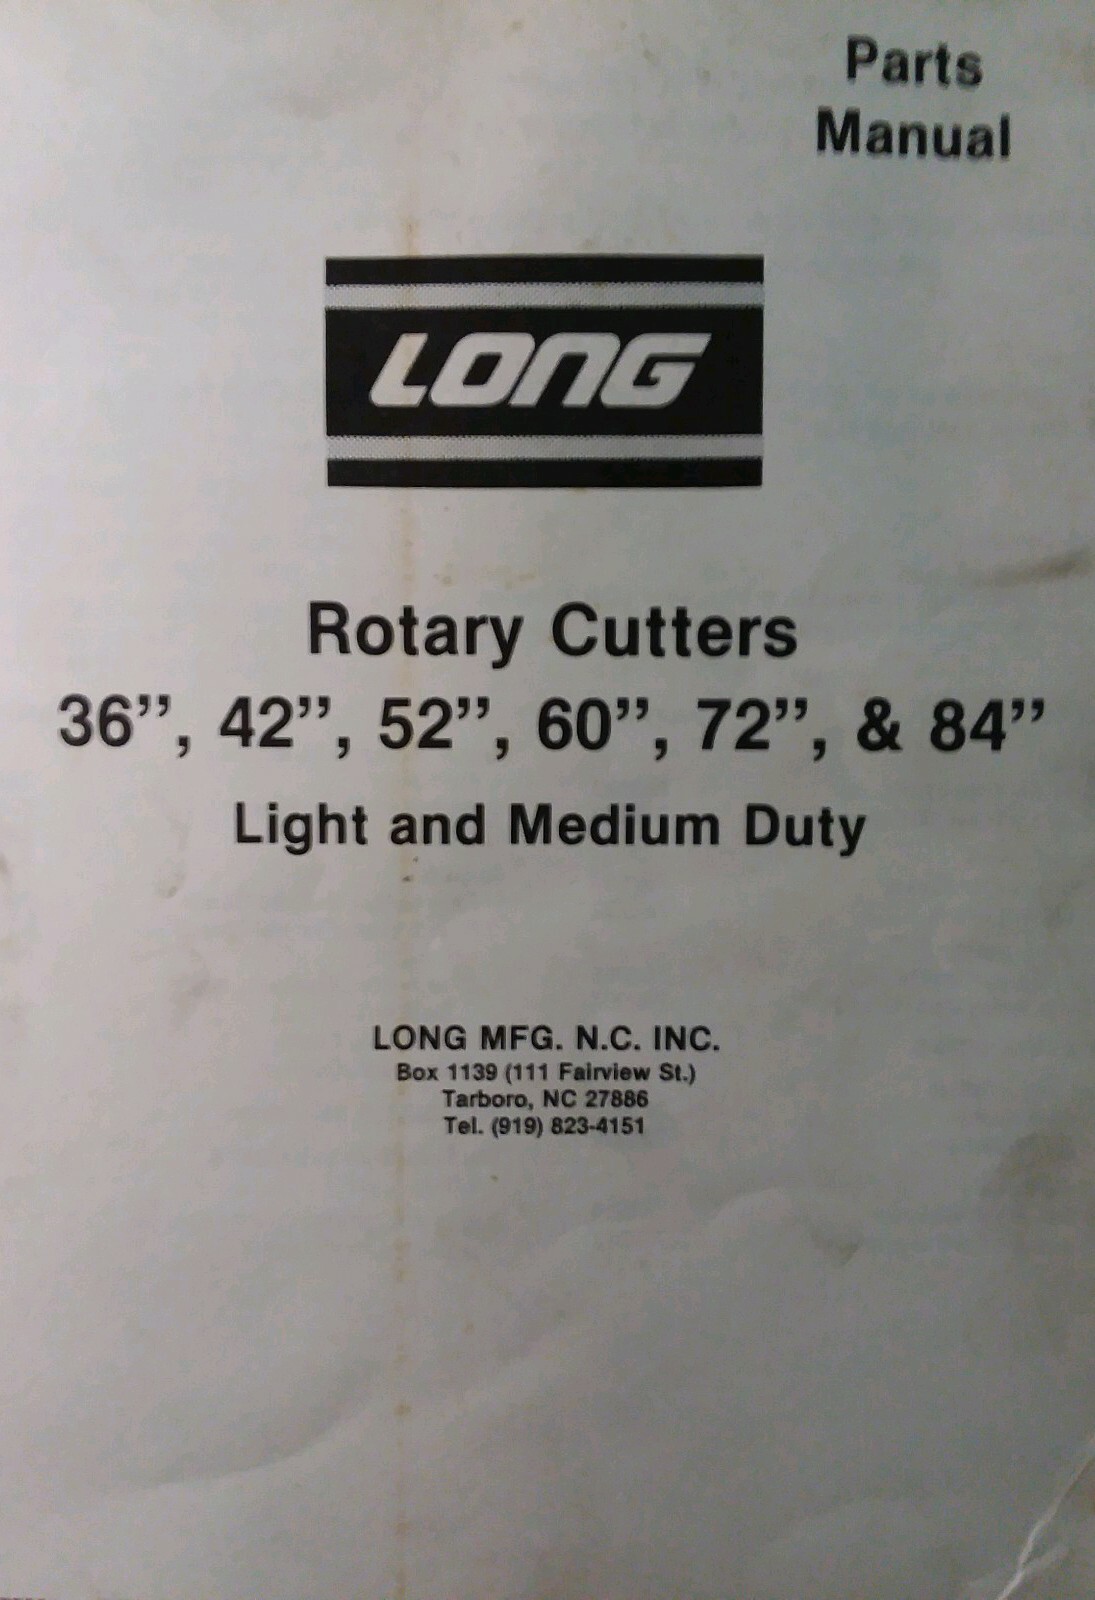 Parts
Manual
LONG
Rotary Cutters
36”, 42”, 52”, 60”, 72”, & 84”
Light and Medium Duty
LONG MFG. N.C. INC.
Box 1139 (111 Fairview St.)
Tarboro, NC 27886
Tel. (919) 823-4151